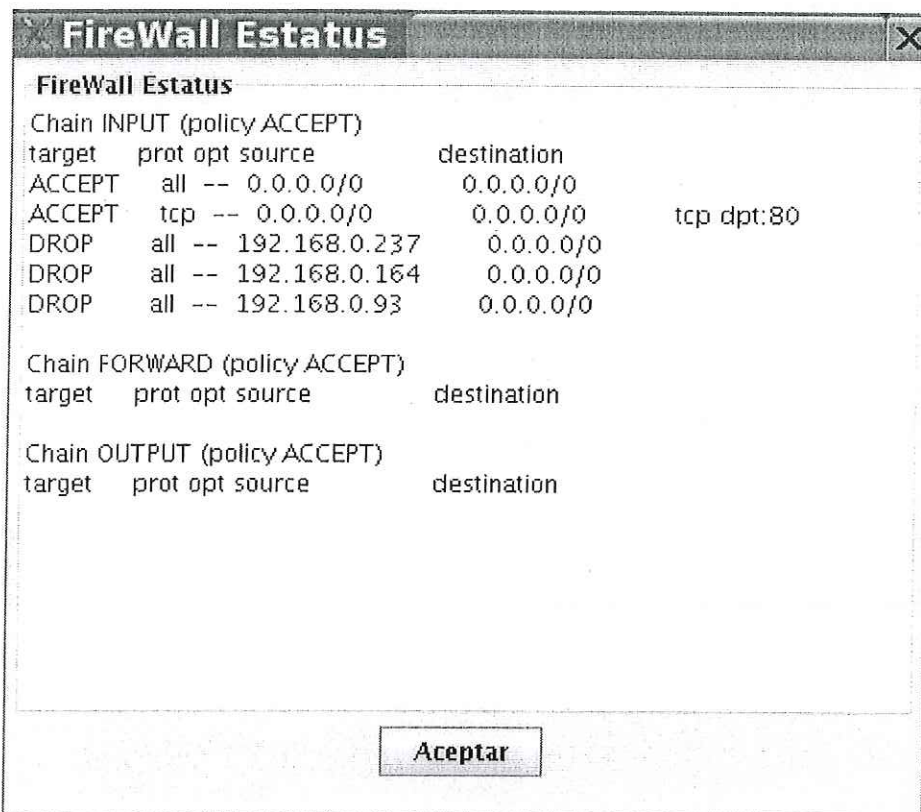 FireWall Estatus
FireWall Estatus
Chain INPUT (policy ACCEPT)
target prot opt source destination
ACCEPT all -- 0.0.0.0/0 0.0.0.0/0
ACCEPT tcp -- 0.0.0.0/0 0.0.0.0/0 tcp dpt:80
DROP all -- 192.168.0.237 0.0.0.0/0
DROP all -- 192.168.0.164 0.0.0.0/0
DROP all -- 192.168.0.93 0.0.0.0/0
Chain FORWARD (policy ACCEPT)
target prot opt source destination
Chain OUTPUT (policy ACCEPT)
target prot opt source destination
Aceptar